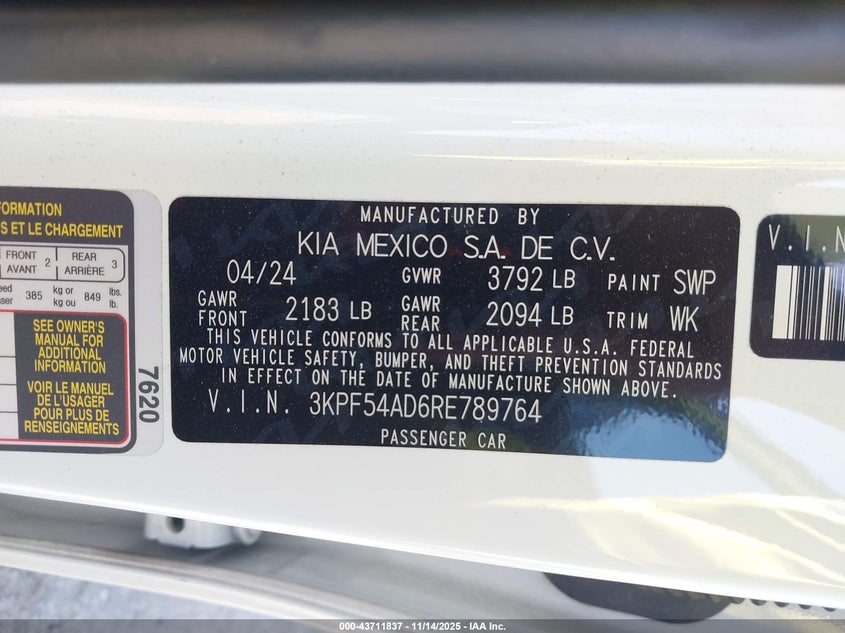 FORMATION
S ET LE CHARGEMENT
FRONT AVANT 2 REAR ARRIÈRE 3
385 kg or kg ou 849 lbs. lb.
SEE OWNER'S
MANUAL FOR
ADDITIONAL
INFORMATION
VOIR LE MANUEL
DE L'USAGER
POUR PLUS DE
RENSEIGNEMENTS
7620
MANUFACTURED BY
KIA MEXICO S.A. DE C.V.
04/24 GVWR 3792 LB PAINT SWP
GAWR FRONT 2183 LB GAWR REAR 2094 LB TRIM WK
THIS VEHICLE CONFORMS TO ALL APPLICABLE U.S.A. FEDERAL
MOTOR VEHICLE SAFETY, BUMPER, AND THEFT PREVENTION STANDARDS
IN EFFECT ON THE DATE OF MANUFACTURE SHOWN ABOVE.
V.I.N. 3KPF54AD6RE789764
PASSENGER CAR
V.I.N
000-43711837 - 11/14/2025 - IAA Inc.